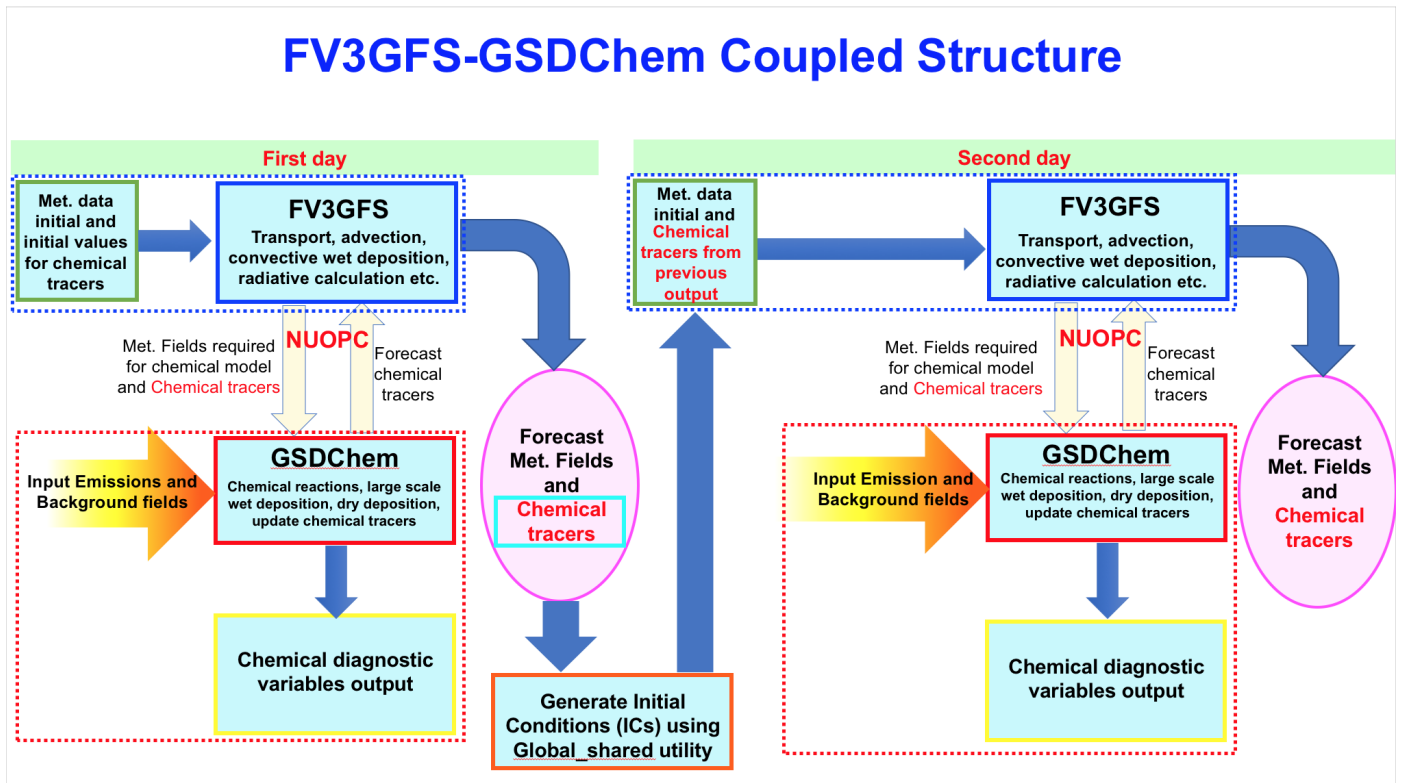 FV3GFS-GSDChem Coupled Structure
First day
Met. data
initial and
initial values
for chemical
tracers
FV3GFS
Transport, advection,
convective wet deposition,
radiative calculation etc.
NUOPC
Met. Fields required
for chemical model
and Chemical tracers
Forecast
chemical
tracers
Input Emissions and
Background fields
GSDChem
Chemical reactions, large scale
wet deposition, dry deposition,
update chemical tracers
Chemical diagnostic
variables output
Forecast
Met. Fields
and
Chemical
tracers
Generate Initial
Conditions (ICs) using
Global_shared utility
Second day
Met. data
initial and
Chemical
tracers from
previous
output
FV3GFS
Transport, advection,
convective wet deposition,
radiative calculation etc.
NUOPC
Met. Fields required
for chemical model
and Chemical tracers
Forecast
chemical
tracers
Input Emission and
Background fields
GSDChem
Chemical reactions, large scale
wet deposition, dry deposition,
update chemical tracers
Chemical diagnostic
variables output
Forecast
Met. Fields
and
Chemical
tracers